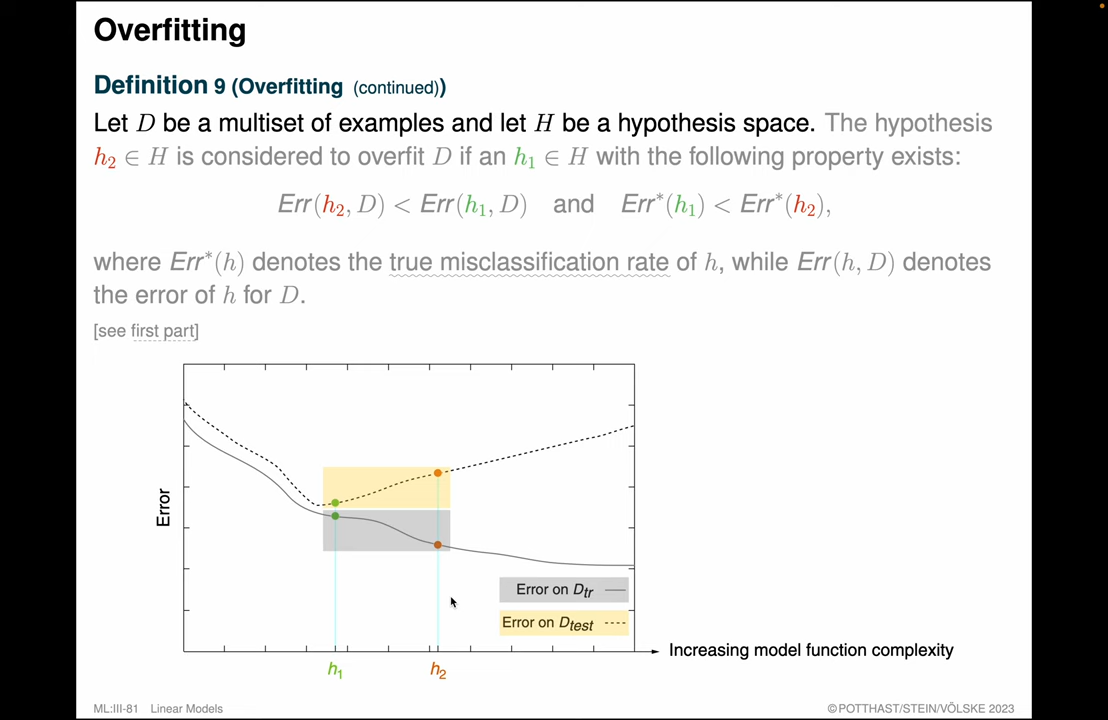 Overfitting
Definition 9 (Overfitting (continued))
Let D be a multiset of examples and let H be a hypothesis space. The hypothesis
h₂ ∈ H is considered to overfit D if an h₁ ∈ H with the following property exists:
Err(h₂, D) < Err(h₁, D) and Err*(h₁) < Err*(h₂),
where Err*(h) denotes the true misclassification rate of h, while Err(h, D) denotes
the error of h for D.
[see first part]
Error
Error on Dtr
Error on Dtest
Increasing model function complexity
h₁
h₂
ML:III-81 Linear Models
©POTTHAST/STEIN/VÖLSKE 2023